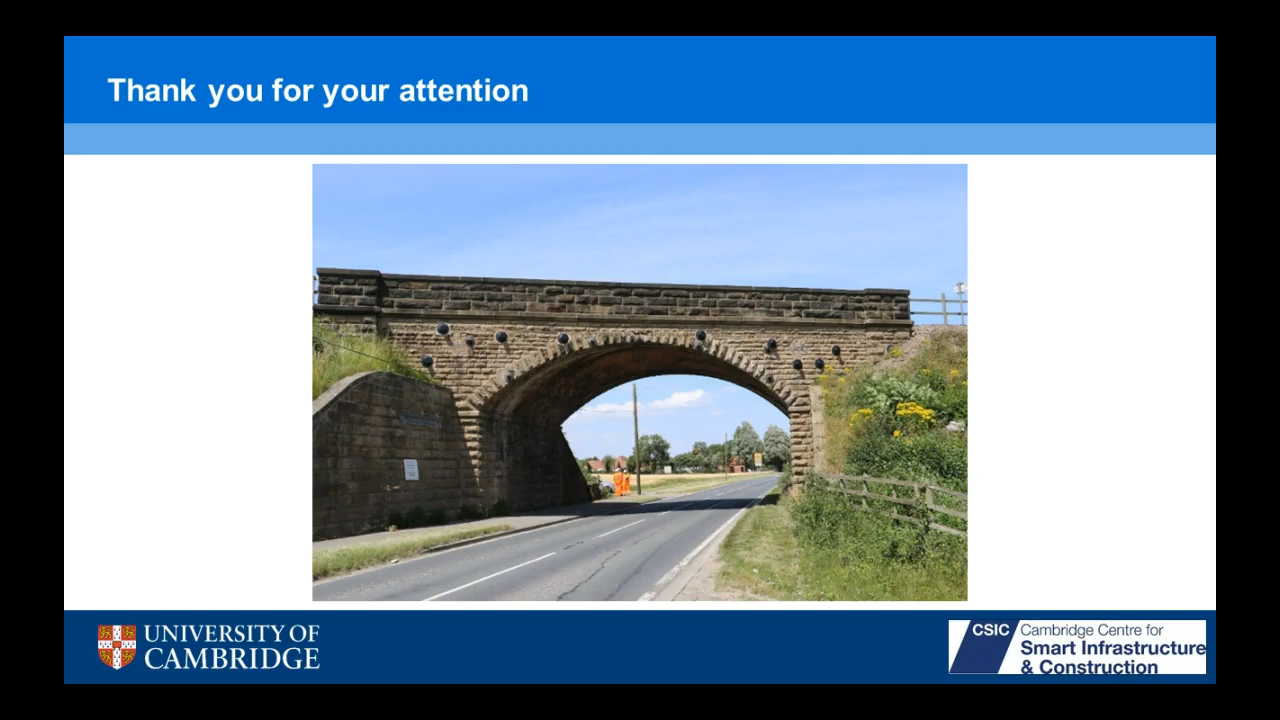 Thank you for your attention
UNIVERSITY OF
CAMBRIDGE
CSIC
Cambridge Centre for
Smart Infrastructure
& Construction